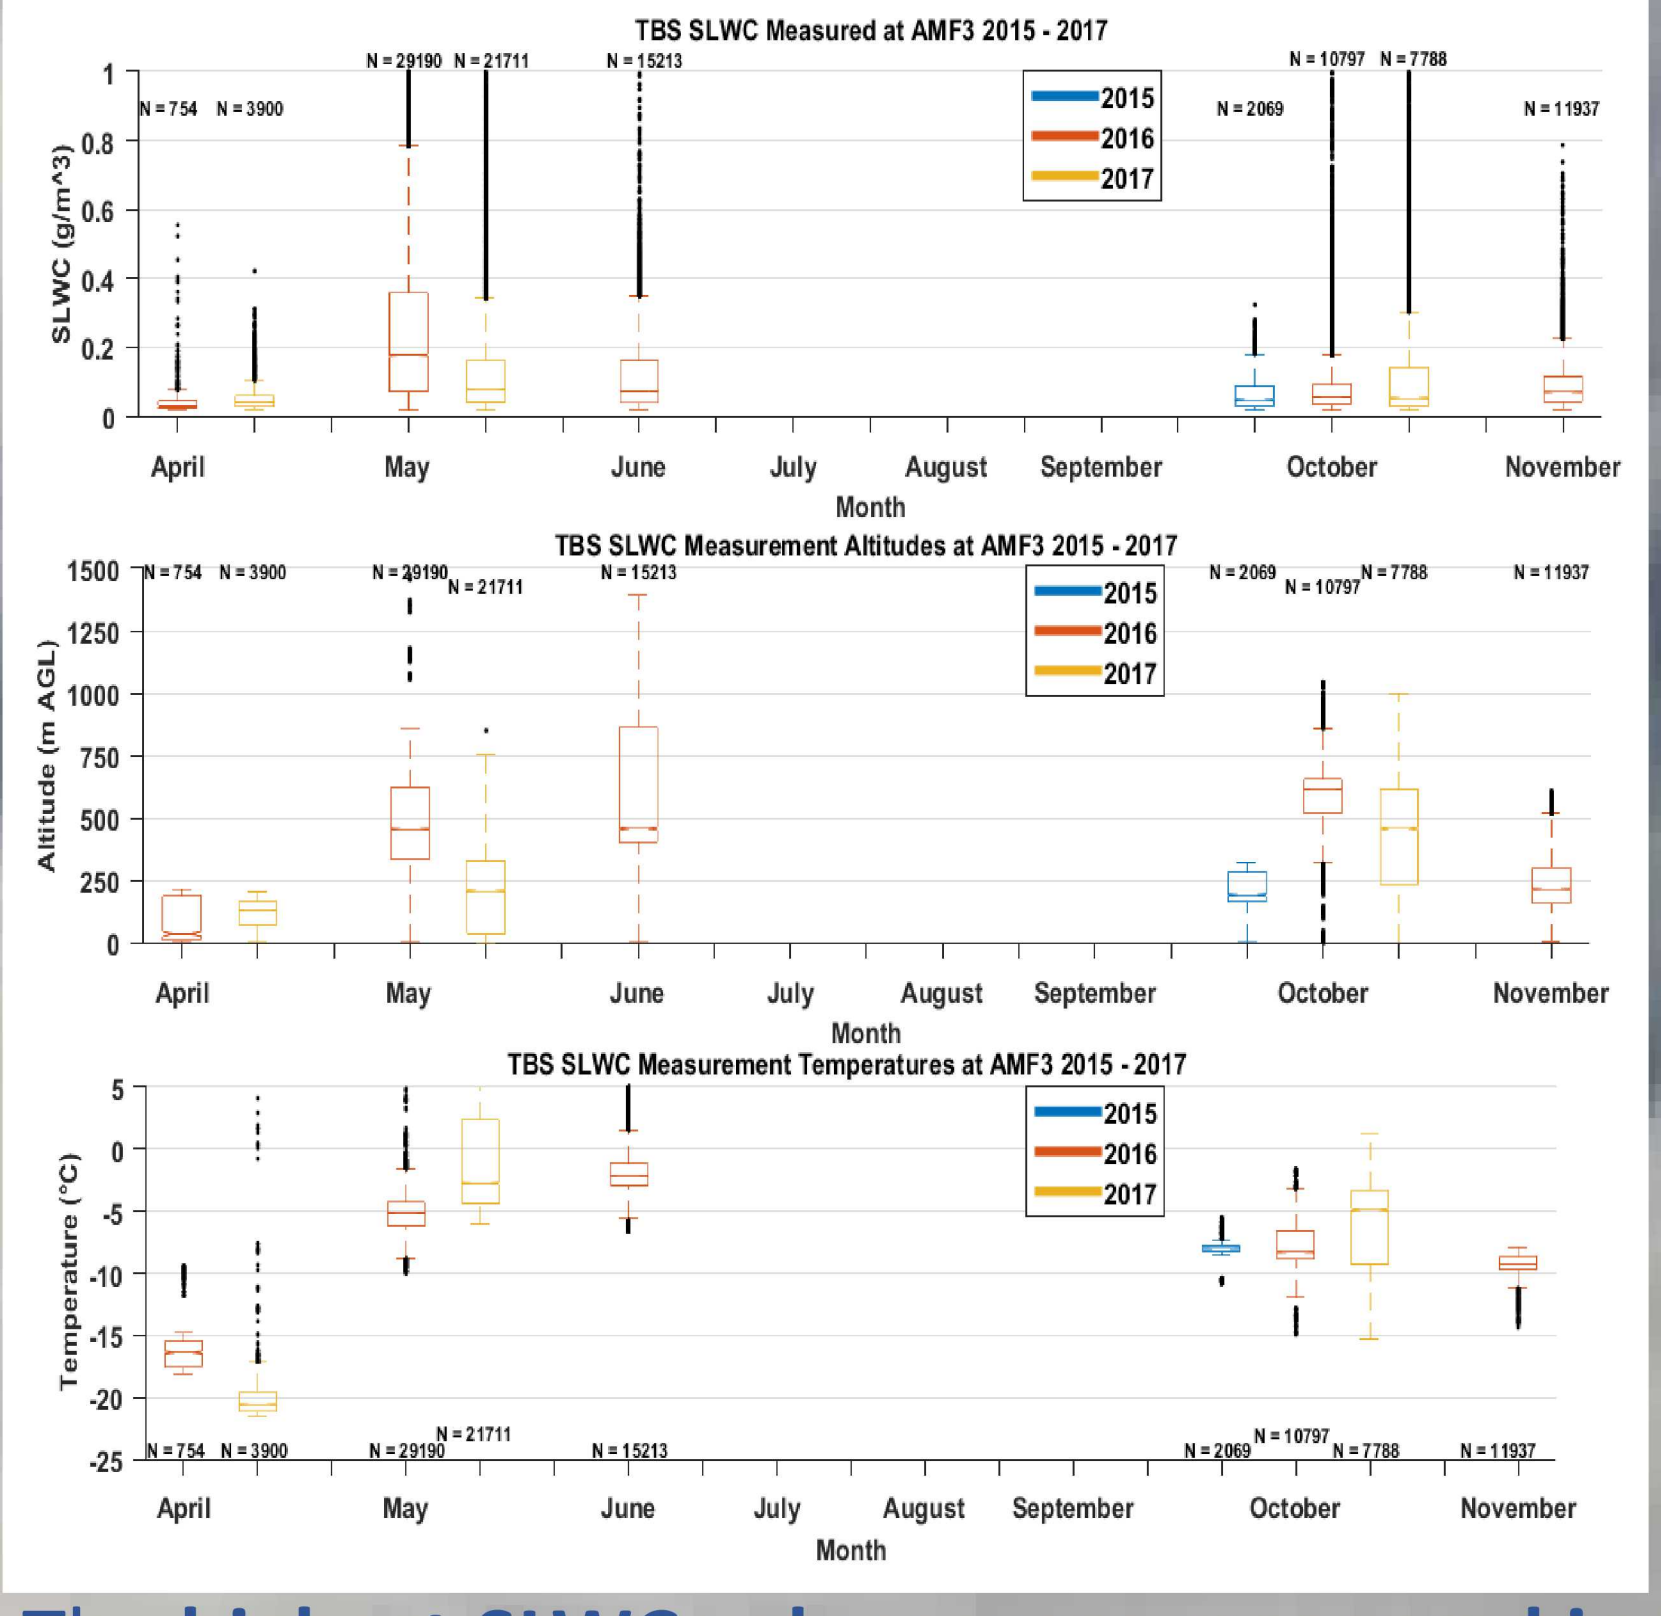 TBS SLWC Measured at AMF3 2015 - 2017
N = 29190 N = 21711 N = 15213 N = 10797 N = 7788
N = 754 N = 3900 N = 2069 N = 11937
1
0.8
0.6
0.4
0.2
0
SLWC (g/m^3)
2015
2016
2017
April May June July August September October November
Month
TBS SLWC Measurement Altitudes at AMF3 2015 - 2017
N = 754 N = 3900 N = 29190 N = 15213 N = 2069 N = 7788 N = 11937
N = 21711 N = 10797
1500
1250
1000
750
500
250
0
Altitude (m AGL)
2015
2016
2017
April May June July August September October November
Month
TBS SLWC Measurement Temperatures at AMF3 2015 - 2017
5
0
-5
-10
-15
-20
-25
Temperature (°C)
2015
2016
2017
N = 21711 N = 10797
N = 754 N = 3900 N = 29190 N = 15213 N = 2069 N = 7788 N = 11937
April May June July August September October November
Month